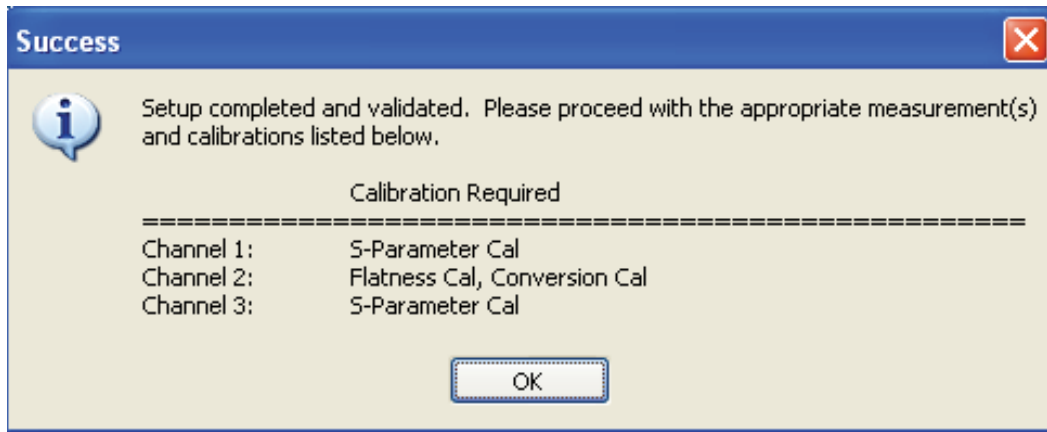 Success
Setup completed and validated.  Please proceed with the appropriate measurement(s)
and calibrations listed below.
Calibration Required
===================================================
Channel 1: S-Parameter Cal
Channel 2: Flatness Cal, Conversion Cal
Channel 3: S-Parameter Cal
OK